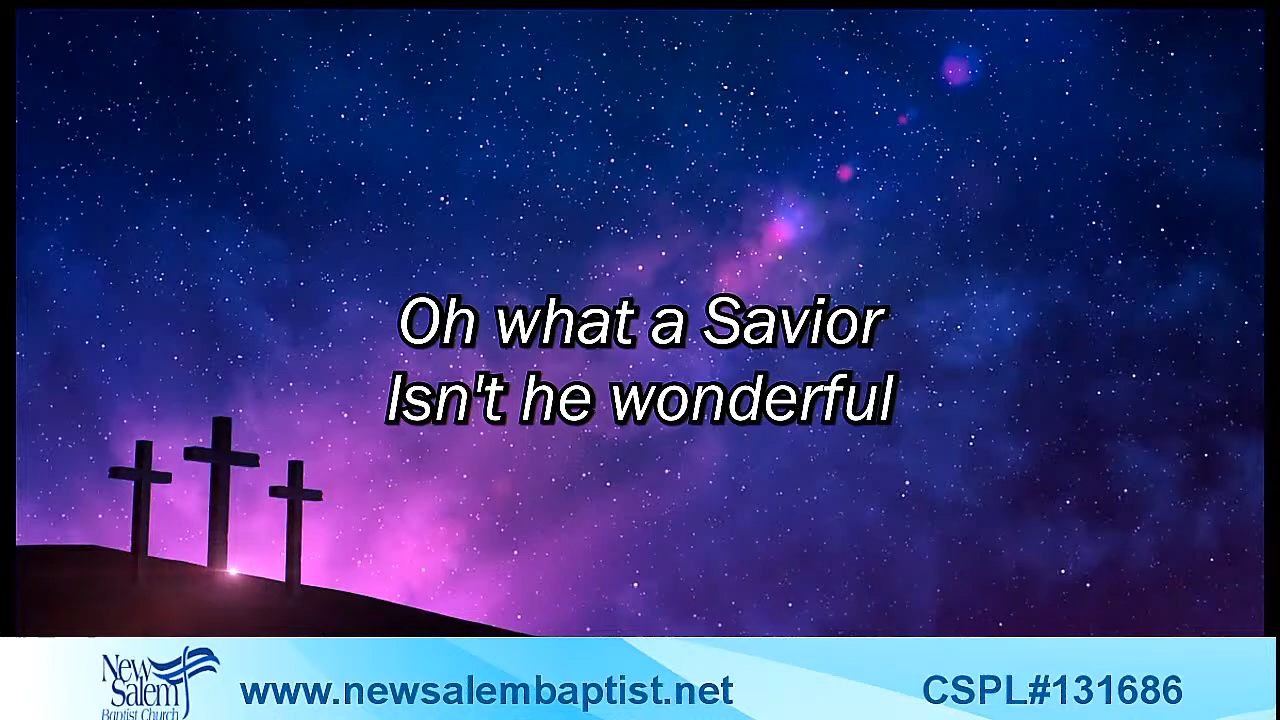 Oh what a Savior
Isn't he wonderful
New
Salem
Baptist Church
www.newsalembaptist.net
CSPL#131686